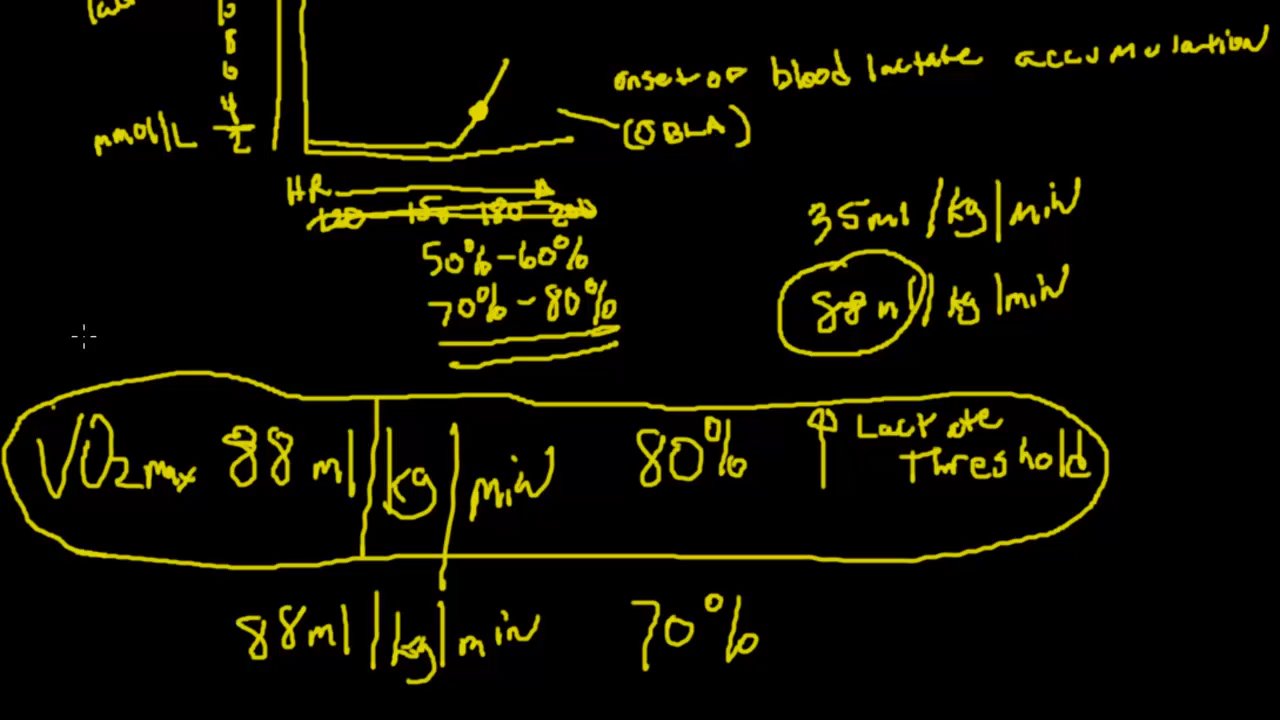 8
6
4
mmol/L 2
onset of blood lactate accumulation
(OBLA)
HR
120 150 180 200
50% - 60%
70% - 80%
35ml/kg/min
88ml/kg/min
VO2max 88ml/kg/min 80% ↑ Lactate
Threshold
88ml/kg/min 70%